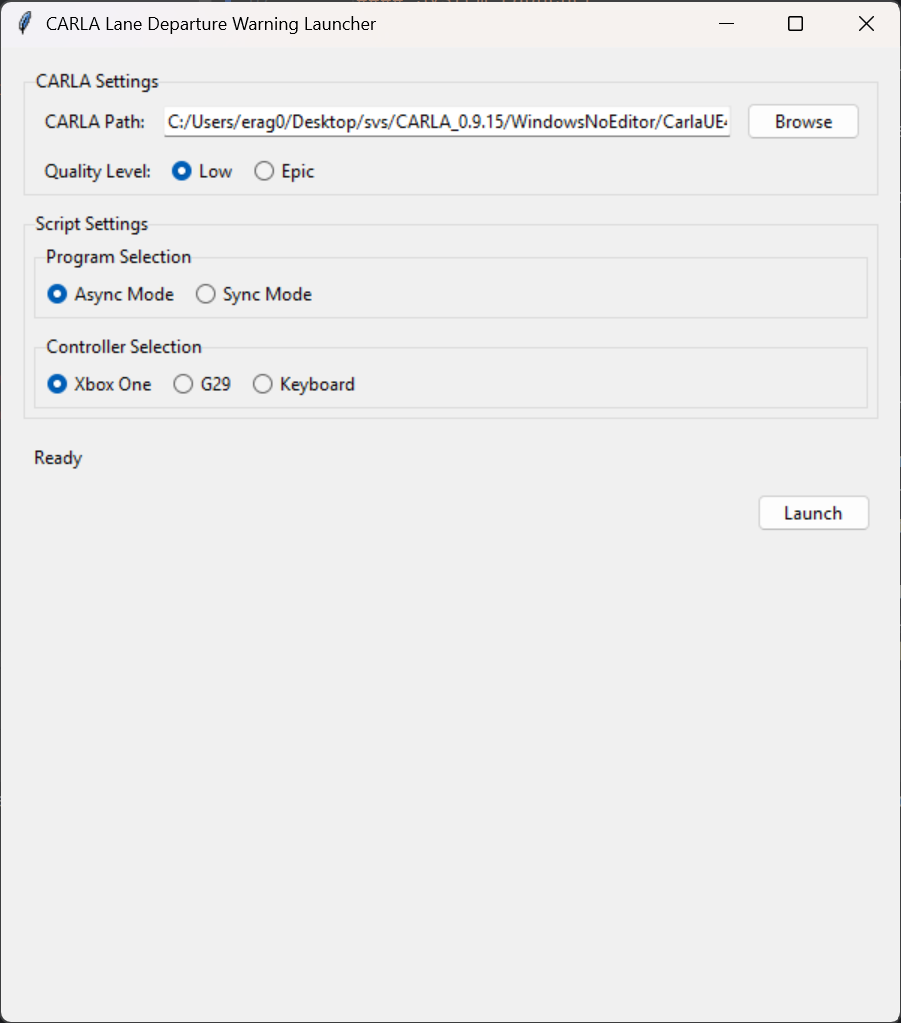 CARLA Lane Departure Warning Launcher
CARLA Settings
CARLA Path: C:/Users/erag0/Desktop/svs/CARLA_0.9.15/WindowsNoEditor/CarlaUE4 Browse
Quality Level: Low Epic
Script Settings
Program Selection
Async Mode Sync Mode
Controller Selection
Xbox One G29 Keyboard
Ready
Launch